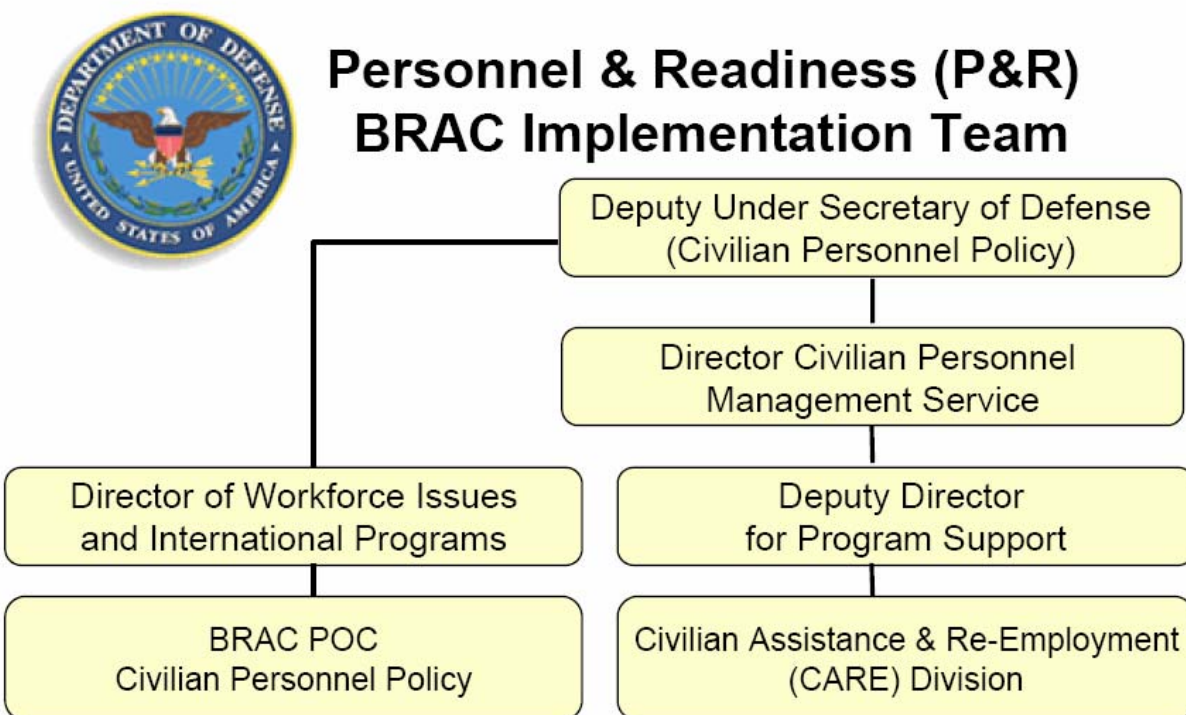 DEPARTMENT OF DEFENSE
UNITED STATES OF AMERICA
Personnel & Readiness (P&R)
BRAC Implementation Team
Deputy Under Secretary of Defense
(Civilian Personnel Policy)
Director Civilian Personnel
Management Service
Director of Workforce Issues
and International Programs
Deputy Director
for Program Support
BRAC POC
Civilian Personnel Policy
Civilian Assistance & Re-Employment
(CARE) Division